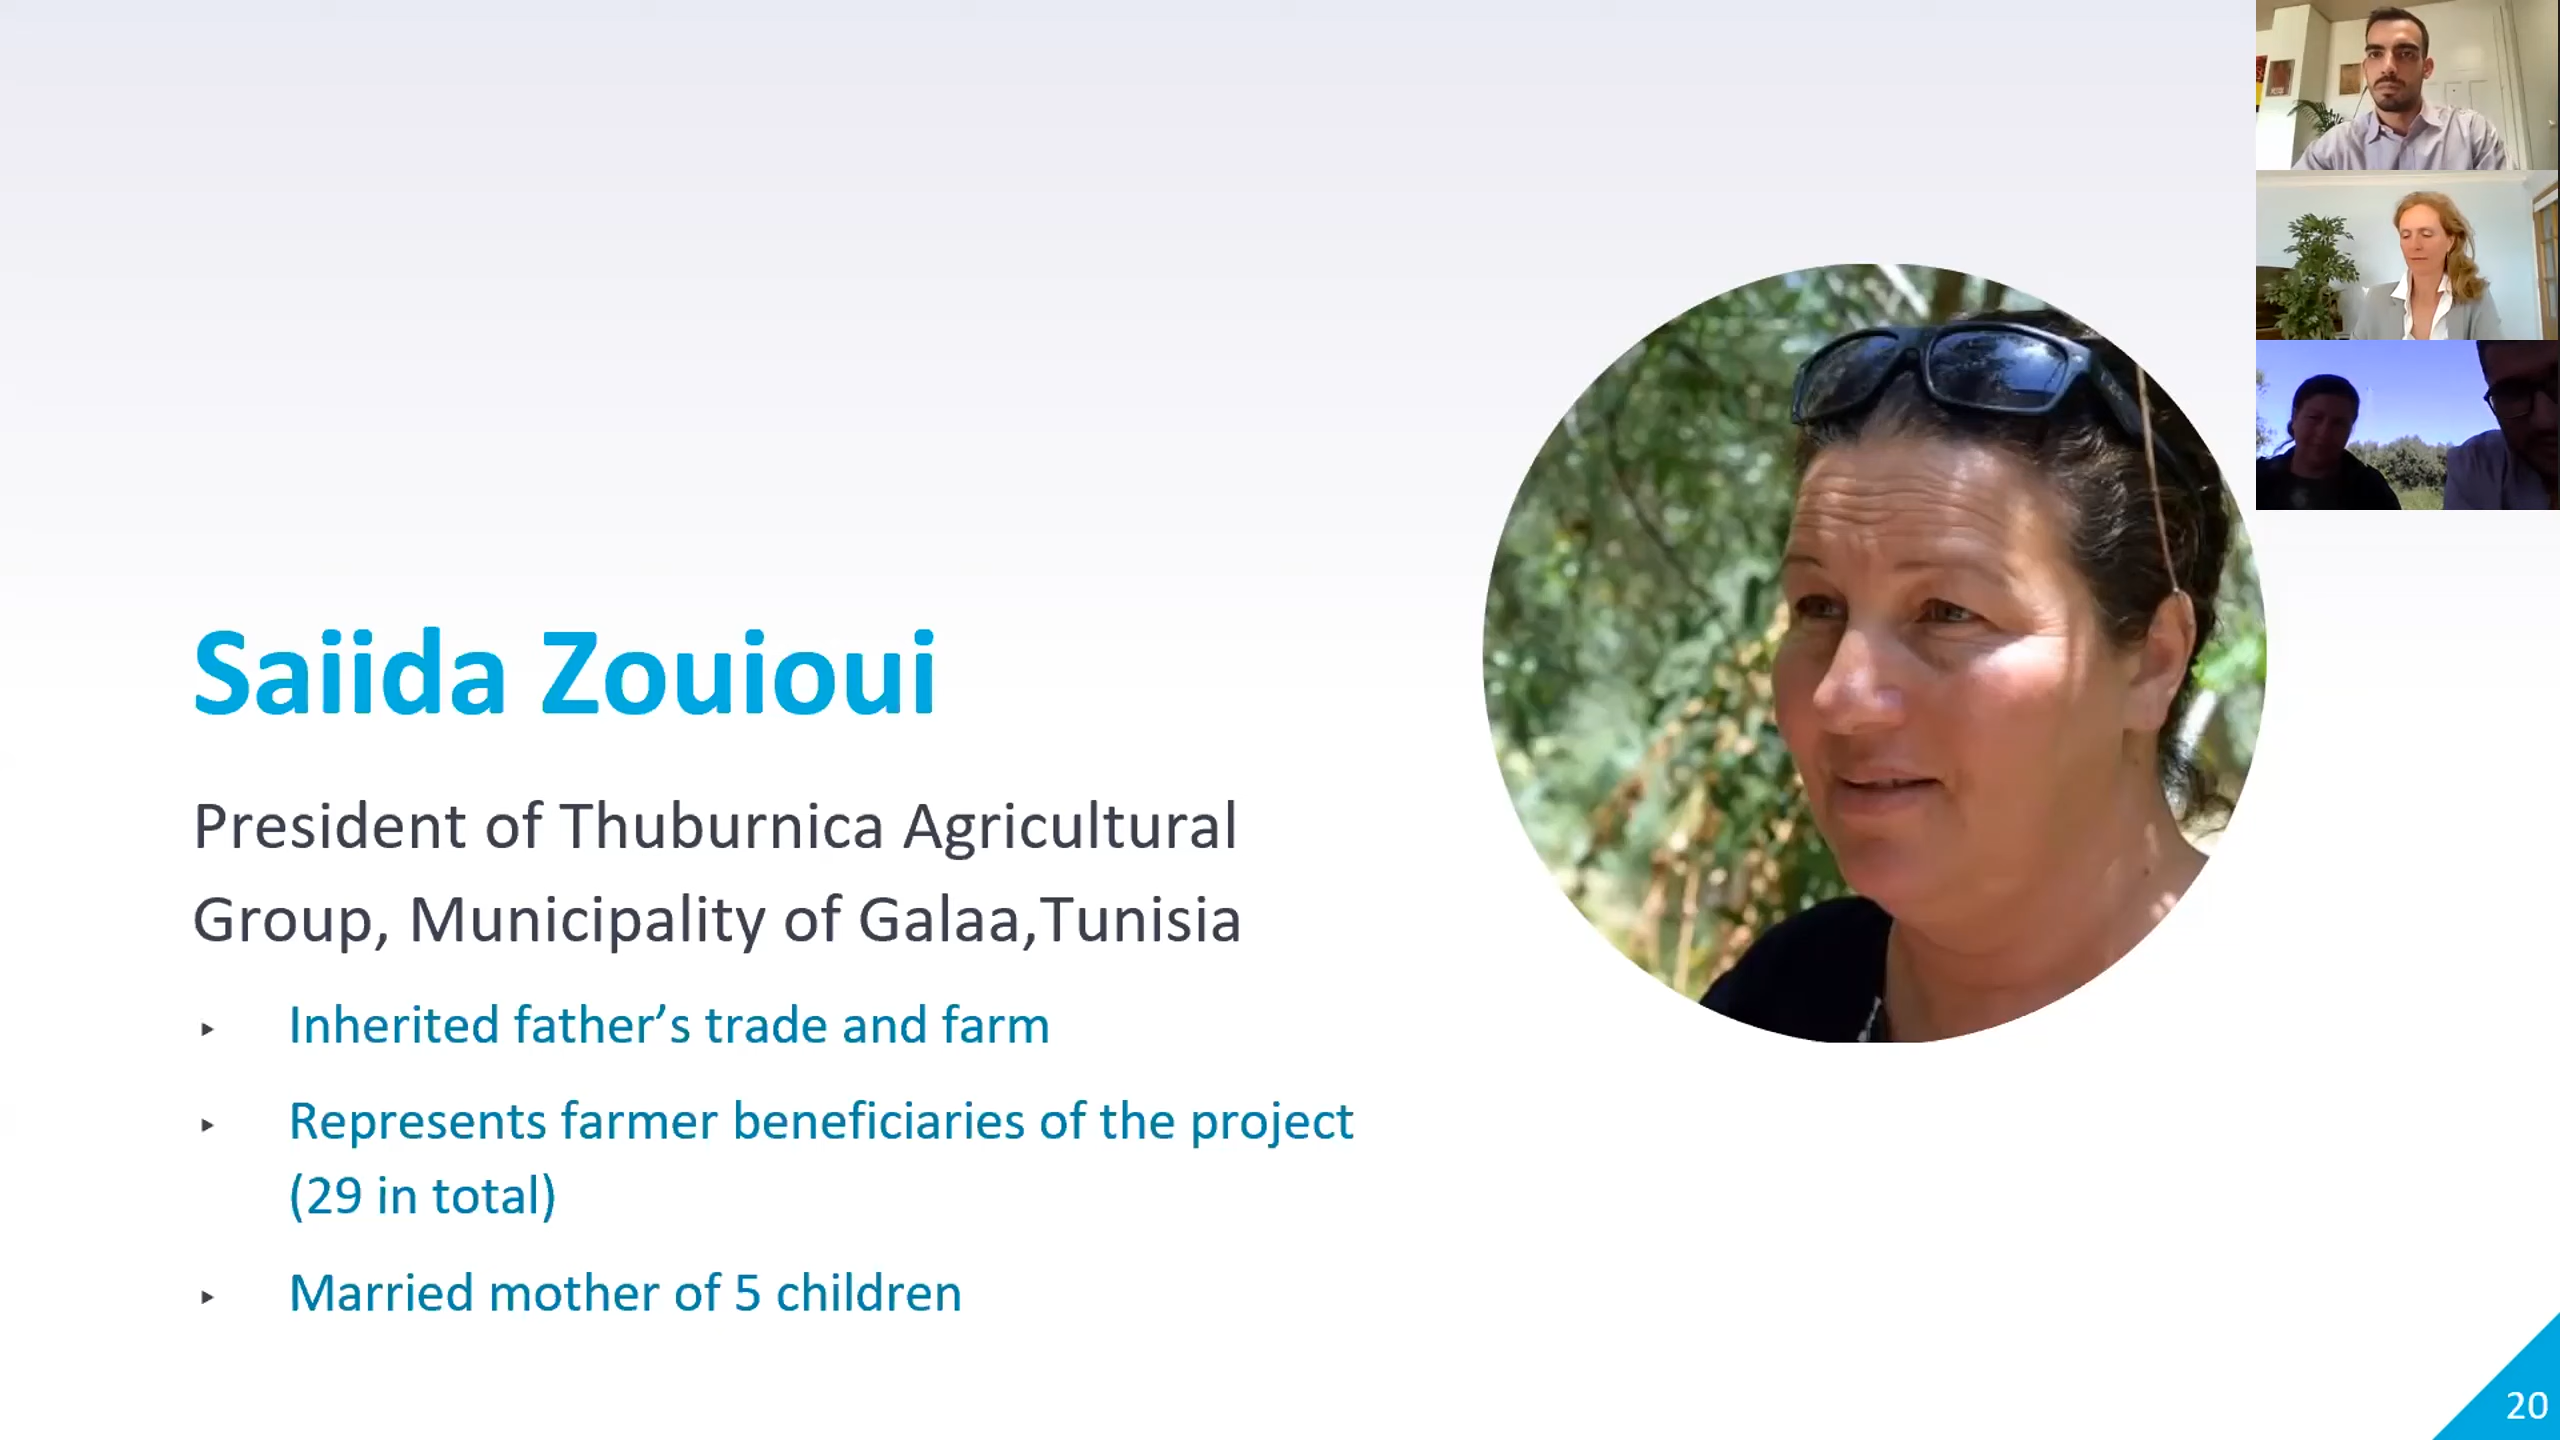 Saiida Zouioui
President of Thuburnica Agricultural
Group, Municipality of Galaa,Tunisia
▸ Inherited father’s trade and farm
▸ Represents farmer beneficiaries of the project
(29 in total)
▸ Married mother of 5 children
20